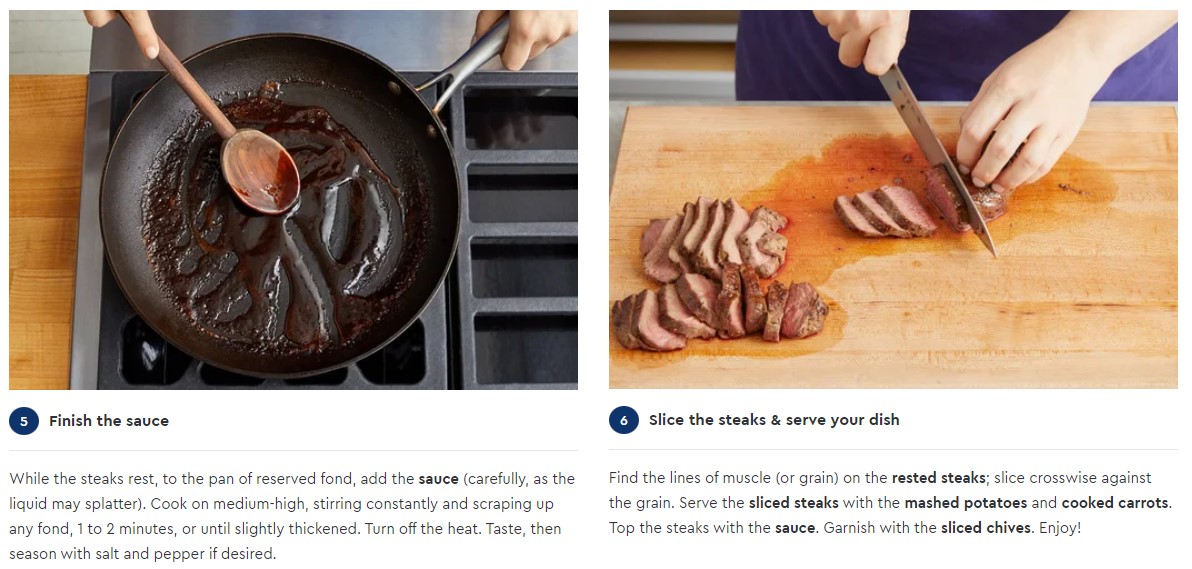 5 Finish the sauce
While the steaks rest, to the pan of reserved fond, add the sauce (carefully, as the
liquid may splatter). Cook on medium-high, stirring constantly and scraping up
any fond, 1 to 2 minutes, or until slightly thickened. Turn off the heat. Taste, then
season with salt and pepper if desired.
6 Slice the steaks & serve your dish
Find the lines of muscle (or grain) on the rested steaks; slice crosswise against
the grain. Serve the sliced steaks with the mashed potatoes and cooked carrots.
Top the steaks with the sauce. Garnish with the sliced chives. Enjoy!